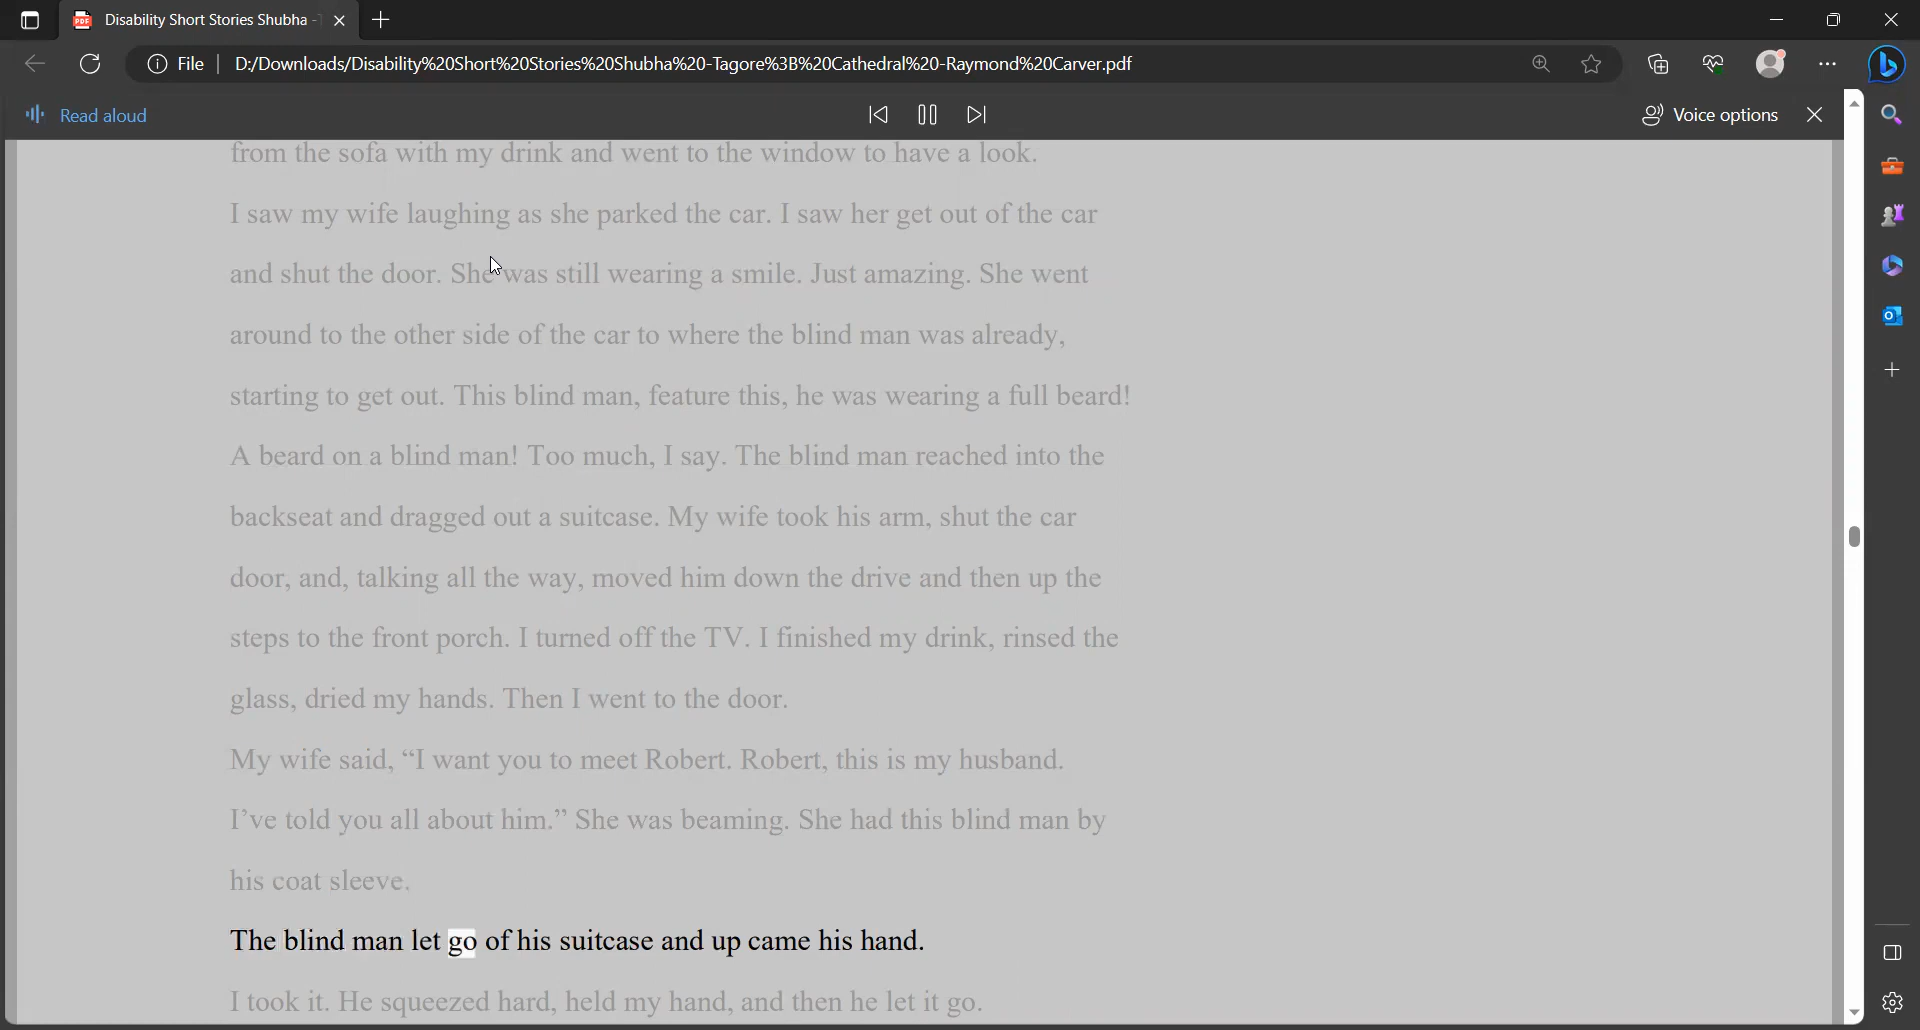 Disability Short Stories Shubha -
File
D:/Downloads/Disability%20Short%20Stories%20Shubha%20-Tagore%3B%20Cathedral%20-Raymond%20Carver.pdf
Read aloud
Voice options
from the sofa with my drink and went to the window to have a look.
I saw my wife laughing as she parked the car. I saw her get out of the car
and shut the door. She was still wearing a smile. Just amazing. She went
around to the other side of the car to where the blind man was already,
starting to get out. This blind man, feature this, he was wearing a full beard!
A beard on a blind man! Too much, I say. The blind man reached into the
backseat and dragged out a suitcase. My wife took his arm, shut the car
door, and, talking all the way, moved him down the drive and then up the
steps to the front porch. I turned off the TV. I finished my drink, rinsed the
glass, dried my hands. Then I went to the door.
My wife said, “I want you to meet Robert. Robert, this is my husband.
I’ve told you all about him.” She was beaming. She had this blind man by
his coat sleeve.
The blind man let go of his suitcase and up came his hand.
I took it. He squeezed hard, held my hand, and then he let it go.